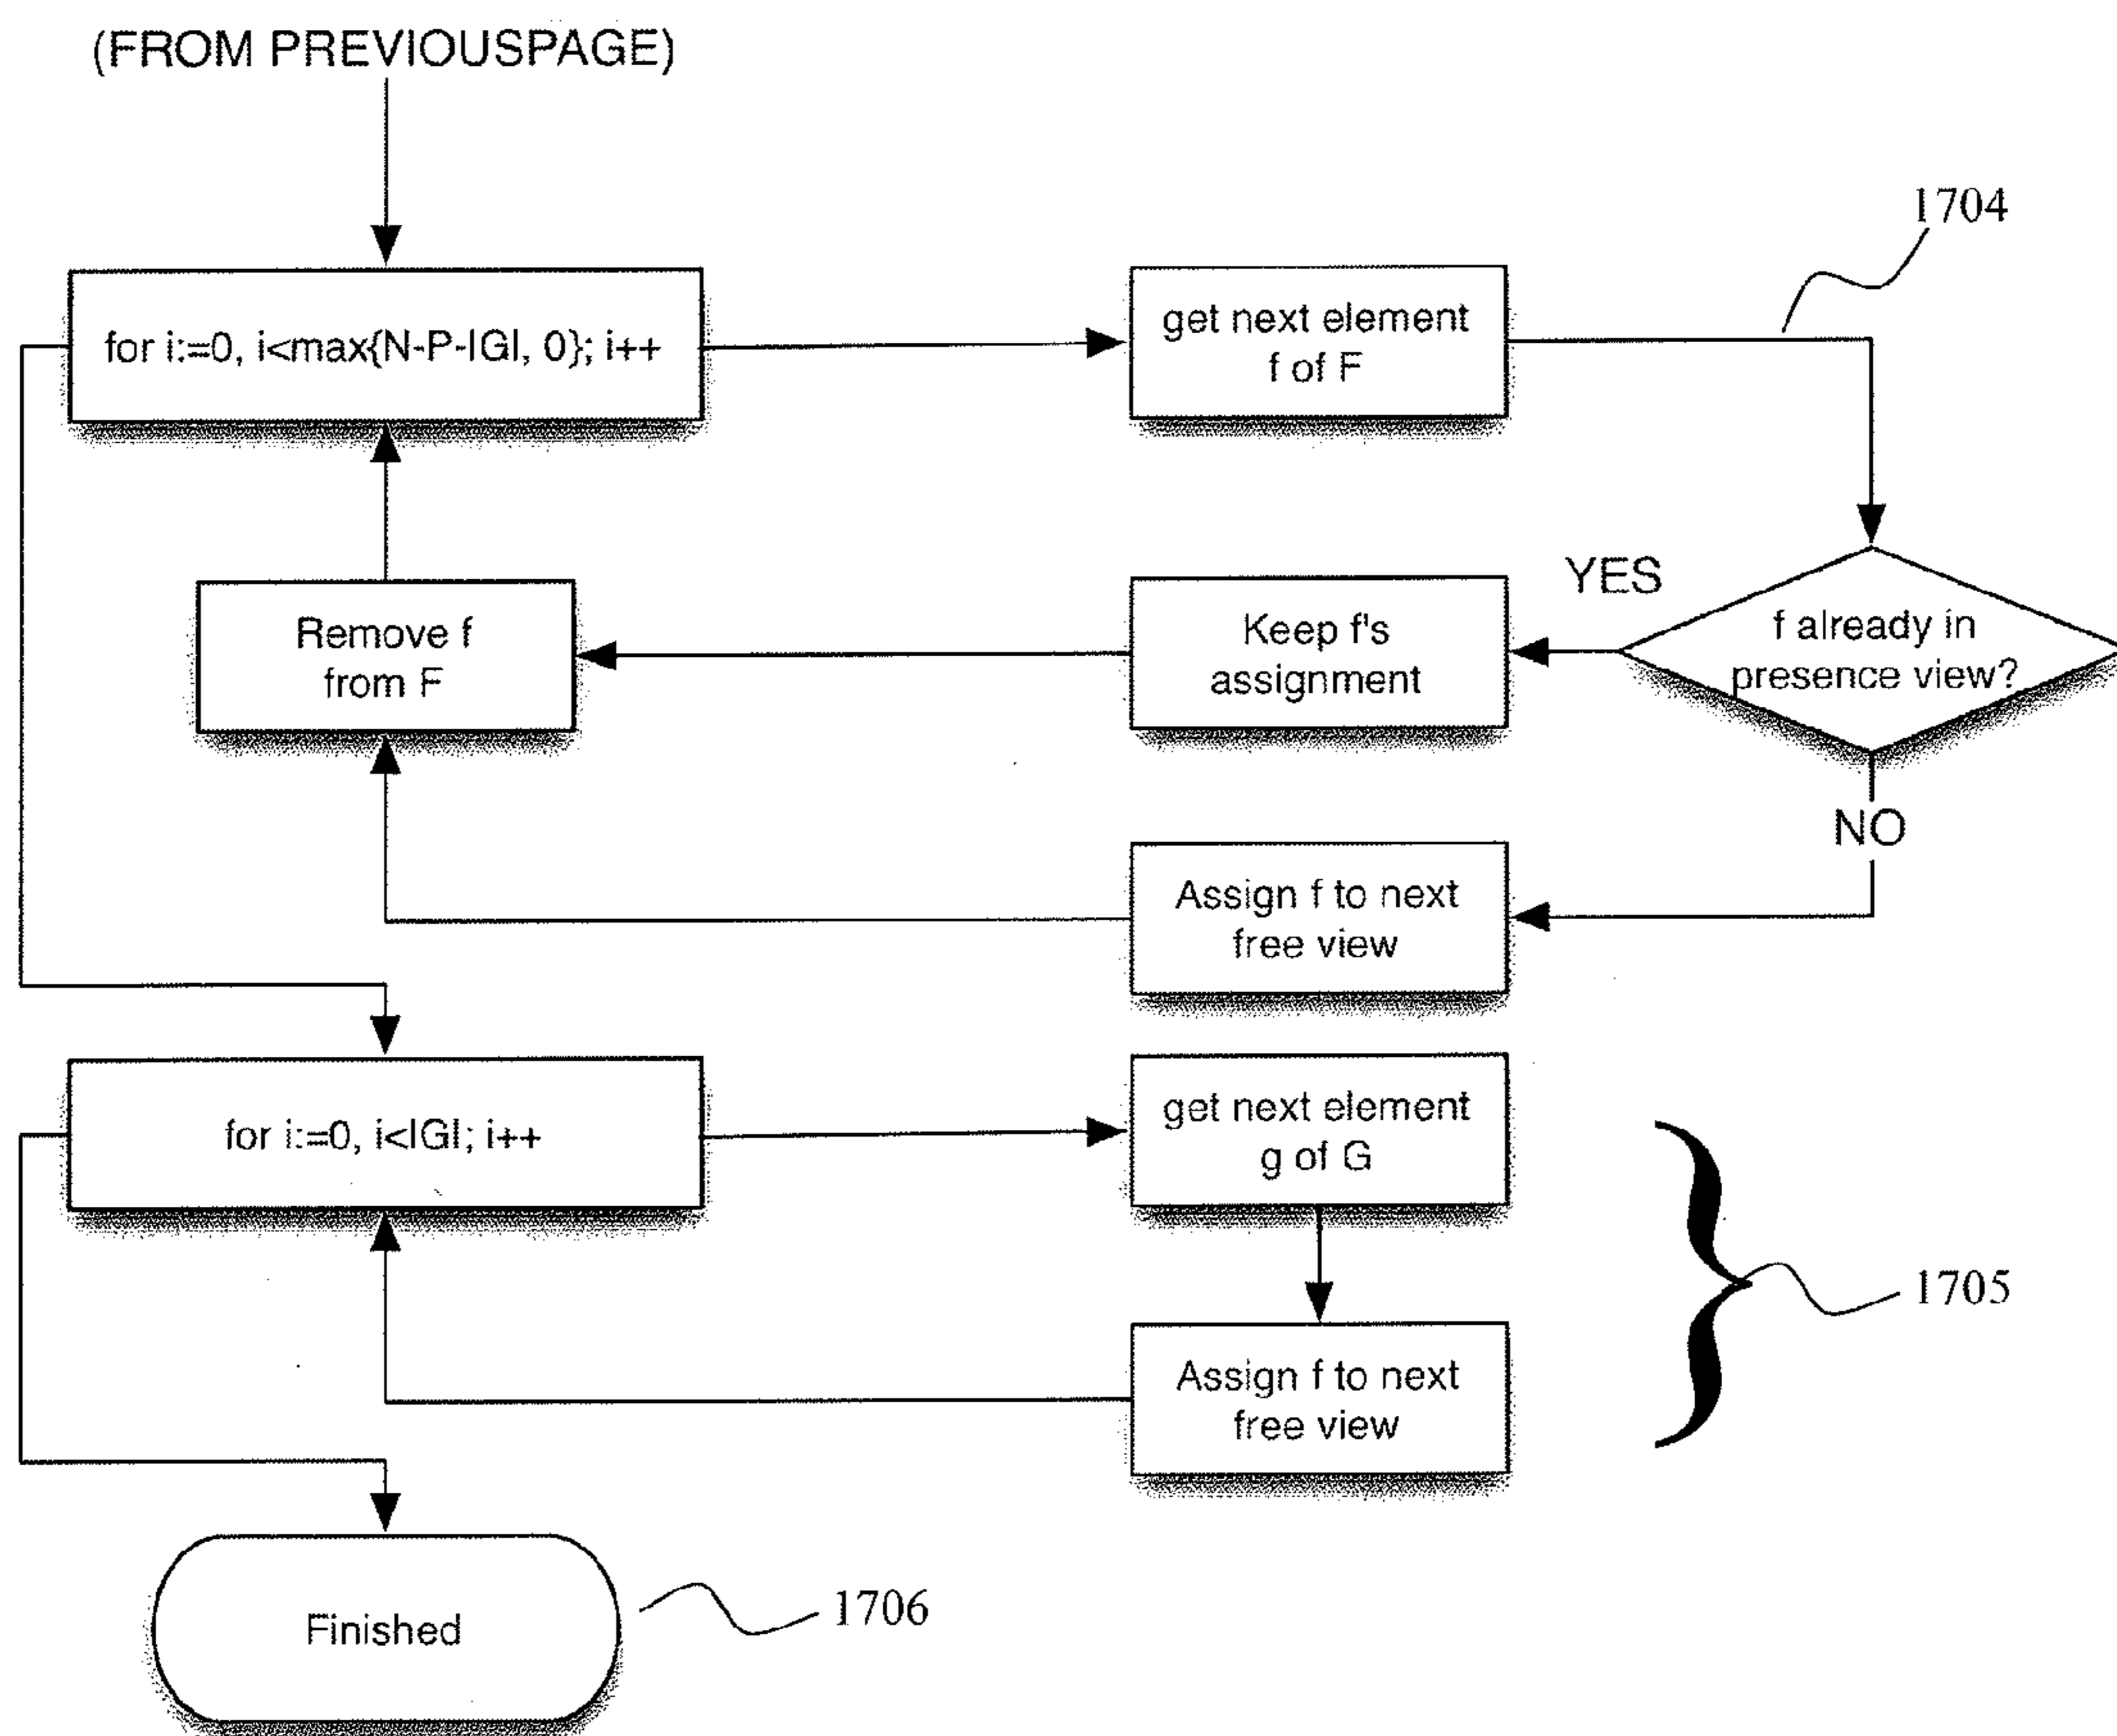 (FROM PREVIOUSPAGE)
1704
for i:=0, i<max{N-P-IGI, 0}; i++
get next element
f of F
YES
f already in
presence view?
Keep f's
assignment
Remove f
from F
NO
Assign f to next
free view
for i:=0, i<IGI; i++
get next element
g of G
1705
Assign f to next
free view
Finished
1706